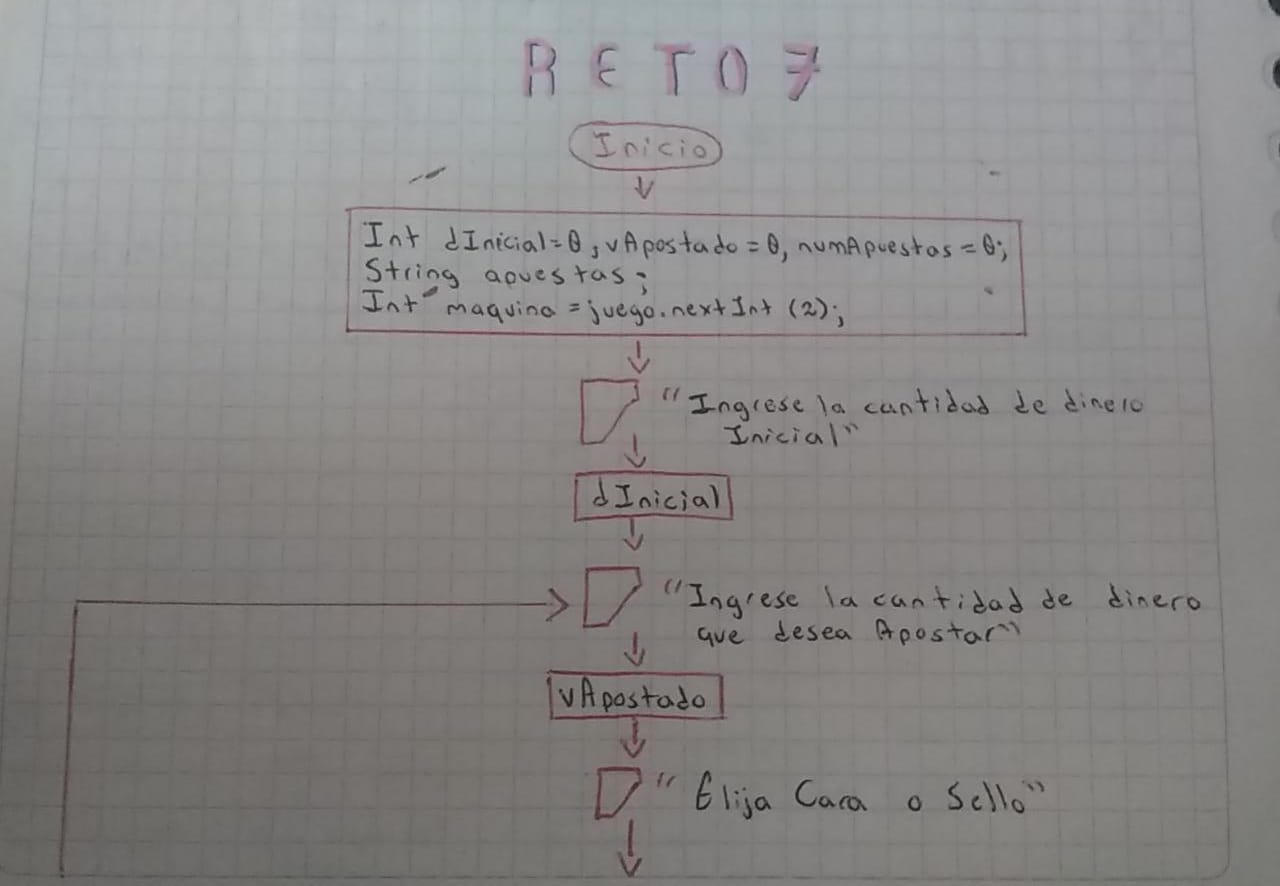 RETO 7
Inicio
Int dInicial=0, vApostado=0, numApuestas=0;
String apuestas;
Int maquina=juego.nextInt (2);
"Ingrese la cantidad de dinero
Inicial"
dInicial
"Ingrese la cantidad de dinero
que desea Apostar"
vApostado
"Elija Cara o Sello"